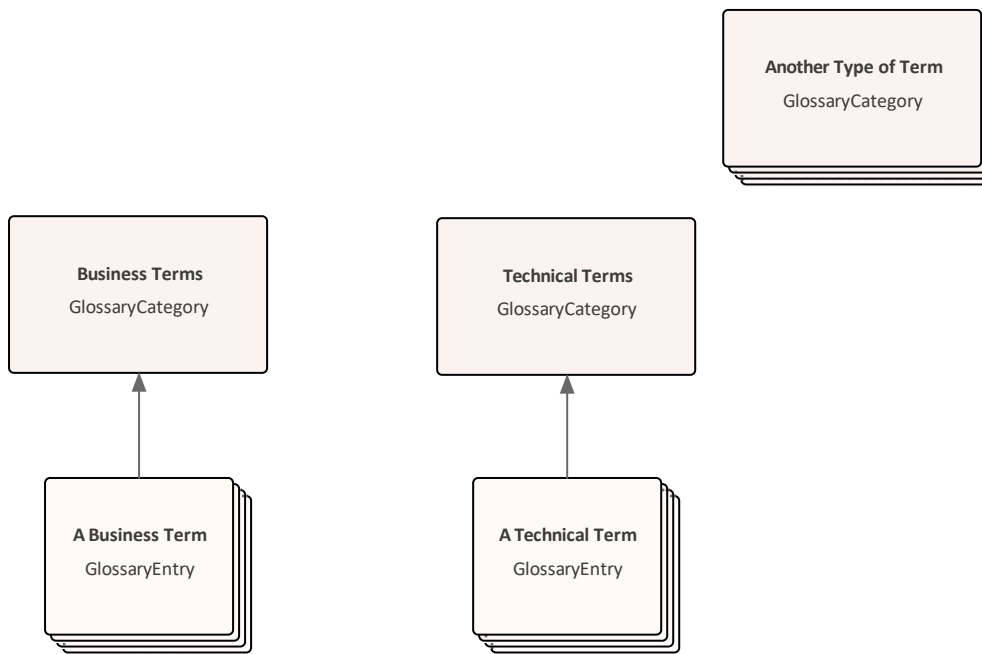 Another Type of Term
GlossaryCategory
Business Terms
GlossaryCategory
Technical Terms
GlossaryCategory
A Business Term
GlossaryEntry
A Technical Term
GlossaryEntry